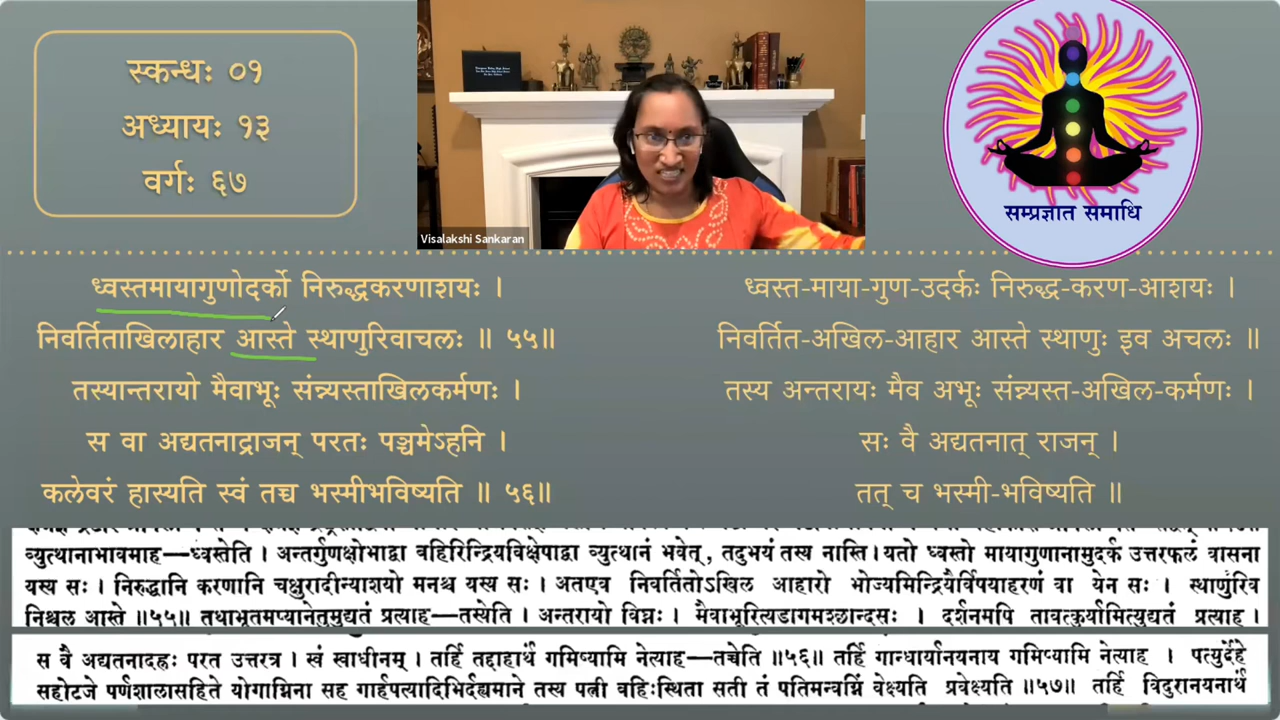 स्कन्धः ०१
अध्यायः १३
वर्गः ६७
Visalakshi Sankaran
सम्प्रज्ञात समाधि
ध्वस्तमायागुणोदर्को निरुद्धकरणाशयः ।
निवर्तिताखिलाहार आस्ते स्थाणुरिवाचलः ॥ ५५॥
तस्यान्तरायो मैवाभूः संन्यस्ताखिलकर्मणः ।
स वा अद्यतनाद्राजन् परतः पञ्चमेऽहनि ।
कलेवरं हास्यति स्वं तच्च भस्मीभविष्यति ॥ ५६॥
ध्वस्त-माया-गुण-उदर्कः निरुद्ध-करण-आशयः ।
निवर्तित-अखिल-आहार आस्ते स्थाणुः इव अचलः ॥
तस्य अन्तरायः मैव अभूः संन्यस्त-अखिल-कर्मणः ।
सः वै अद्यतनात् राजन् ।
तत् च भस्मी-भविष्यति ॥
व्युत्थानाभावमाह—ध्वस्तेति । अन्तर्गुणक्षोभाद्वा वहिरिन्द्रियविक्षेपाद्वा व्युत्थानं भवेत्, तदुभयं तस्य नास्ति । यतो ध्वस्तो मायागुणानामुदर्क उत्तरफलं वासना
यस्य सः । निरुद्धानि करणानि चक्षुरादीन्याशयो मनश्च यस्य सः । अतएव निवर्तितोऽखिल आहारो भोज्यमिन्द्रियैर्विषयाहरणं वा येन सः । स्थाणुरिव
निश्चल आस्ते ॥५५॥ तथाभूतमप्यानेतुमुद्यतं प्रत्याह—तस्येति । अन्तरायो विघ्नः । मैवाभूरित्यडागमश्छान्दसः । दर्शनमपि तावत्कुर्यामित्युद्यतं प्रत्याह ।
स वै अद्यतनादह्नः परत उत्तरत्र । स्वं स्वाधीनम् । तर्हि तद्दाहार्थं गमिष्यामि नेत्याह—तच्चेति ॥५६॥ तर्हि गान्धार्यानयनाय गमिष्यामि नेत्याह । पत्युर्देहे
सहोटजे पर्णशालासहिते योगाग्निना सह गार्हपत्यादिभिर्दह्यमाने तस्य पत्नी वहिःस्थिता सती तं पतिमन्वग्निं वेक्ष्यति प्रवेक्ष्यति ॥५७॥ तर्हि विदुरानयनार्थं